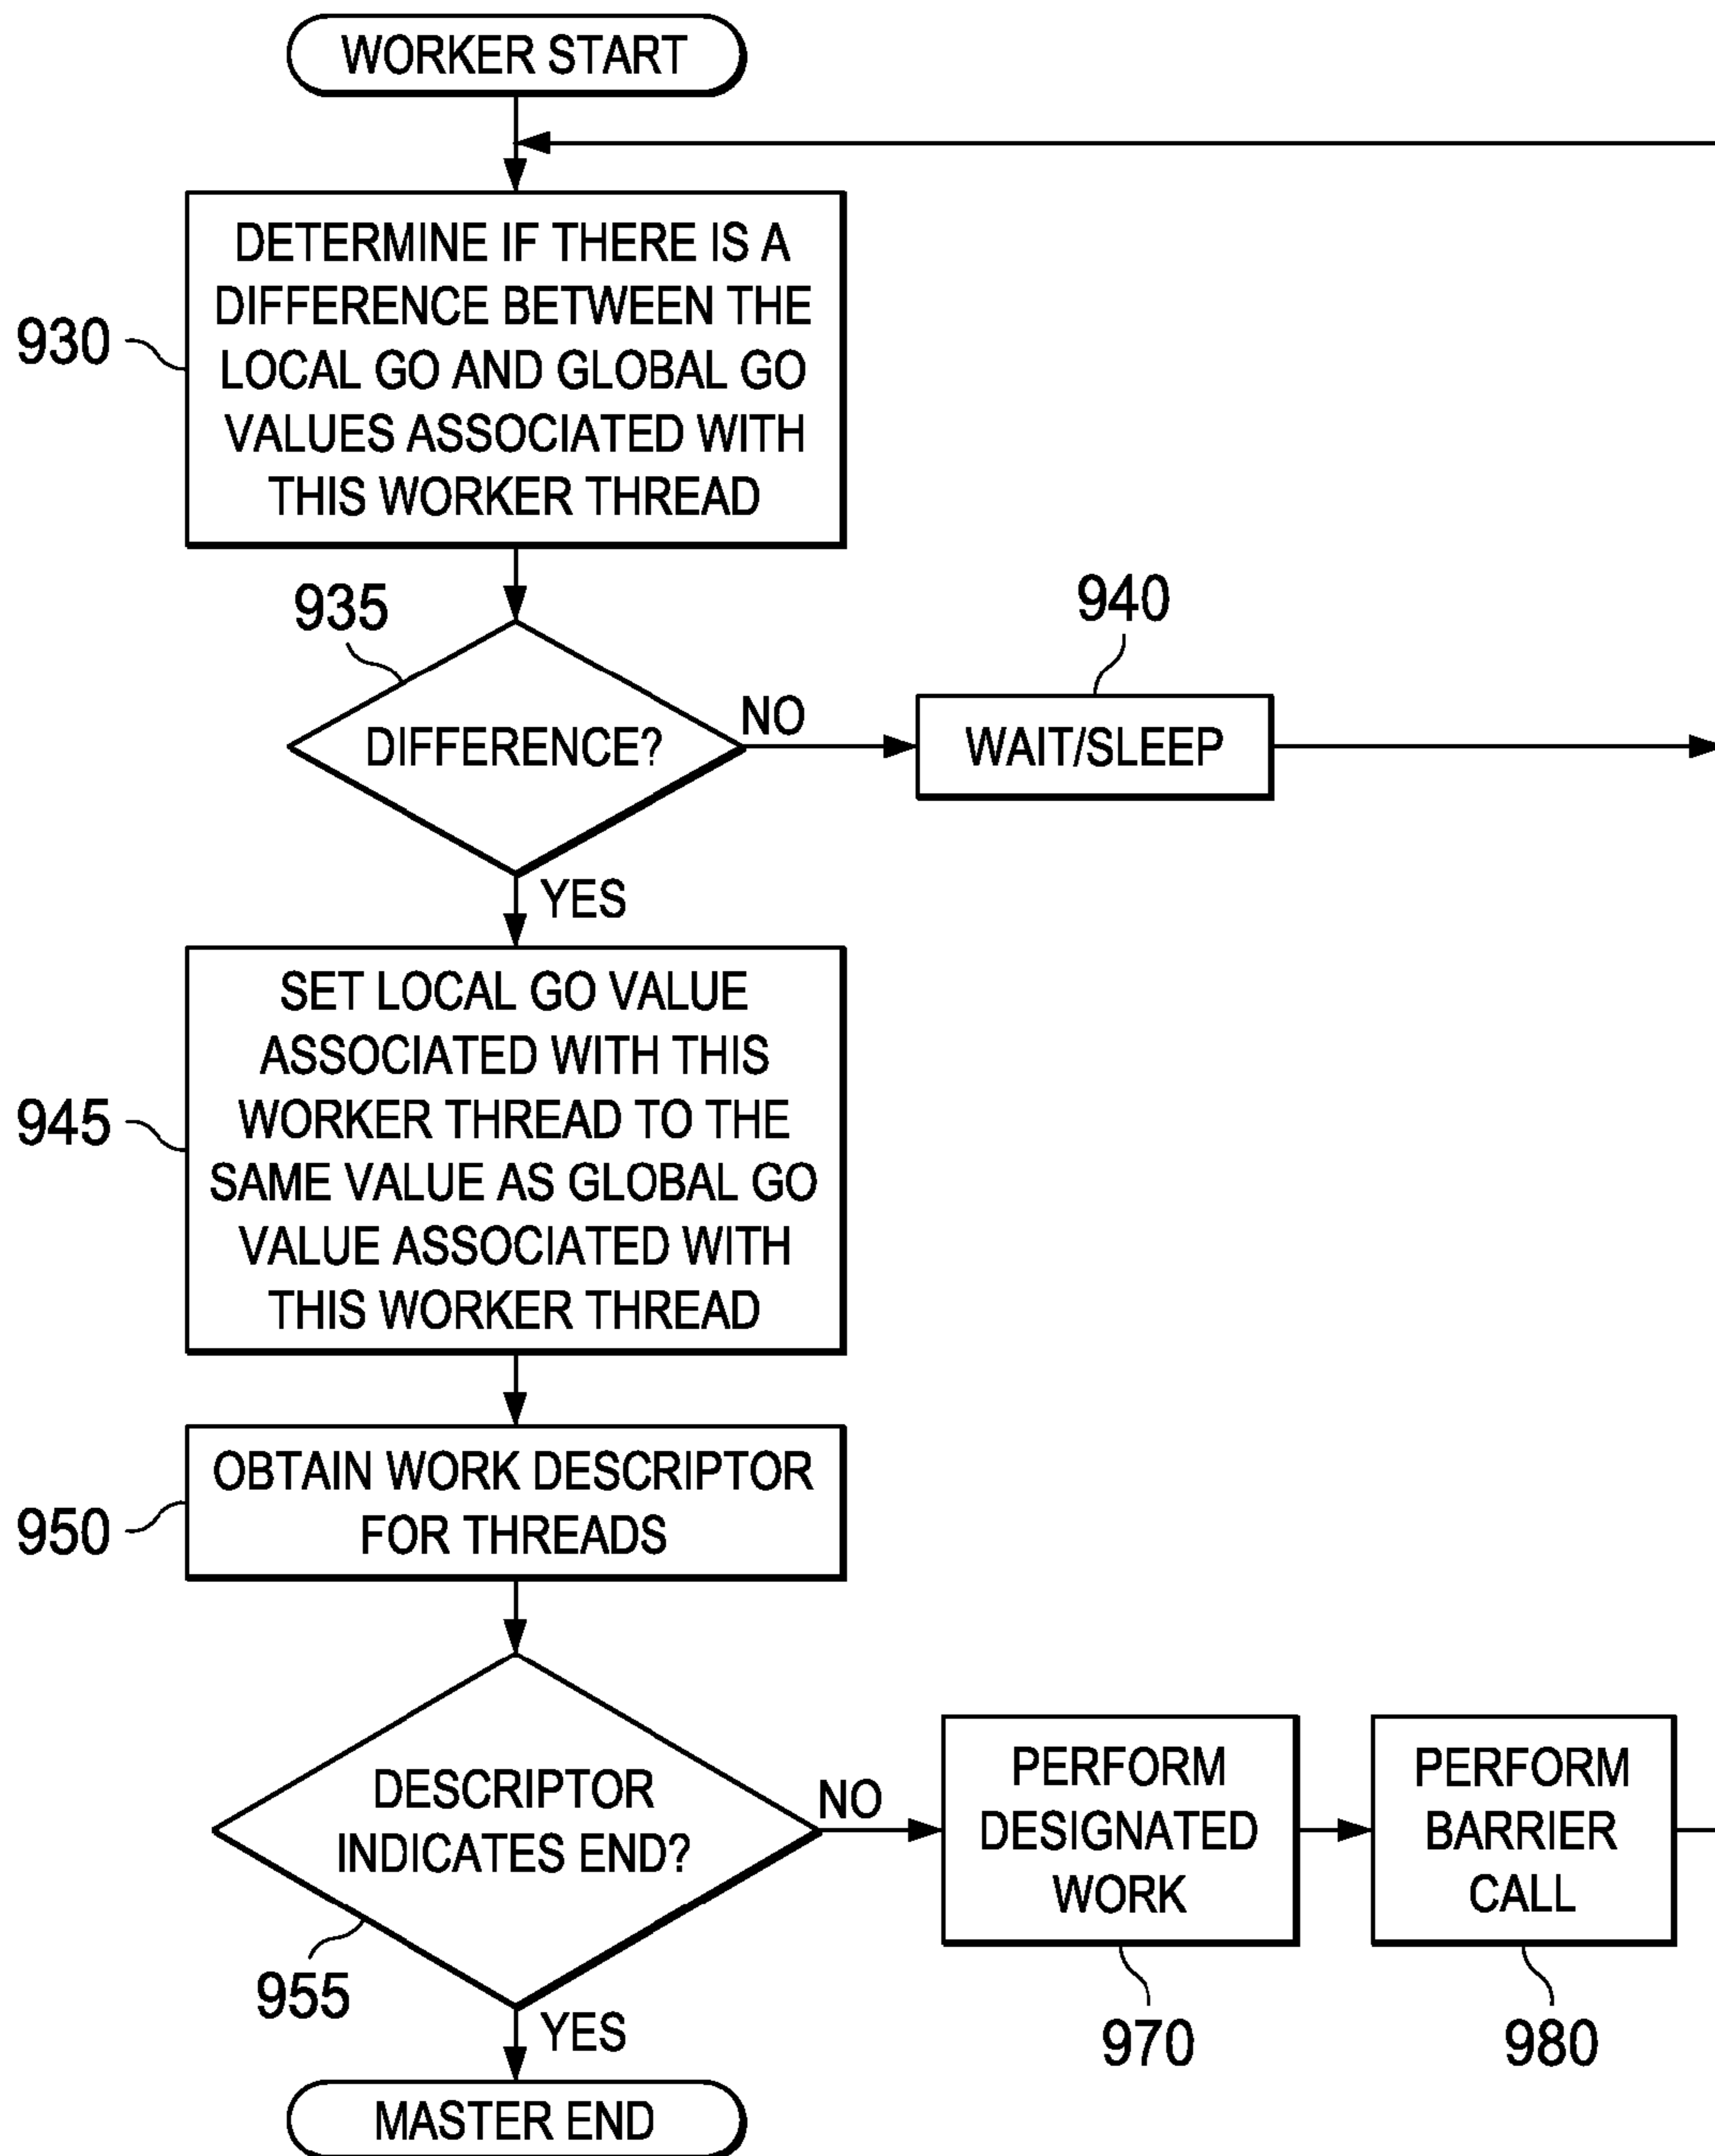 WORKER START
DETERMINE IF THERE IS A
DIFFERENCE BETWEEN THE
LOCAL GO AND GLOBAL GO
VALUES ASSOCIATED WITH
THIS WORKER THREAD
930
935
DIFFERENCE?
NO
940
WAIT/SLEEP
YES
SET LOCAL GO VALUE
ASSOCIATED WITH THIS
WORKER THREAD TO THE
SAME VALUE AS GLOBAL GO
VALUE ASSOCIATED WITH
THIS WORKER THREAD
945
OBTAIN WORK DESCRIPTOR
FOR THREADS
950
DESCRIPTOR
INDICATES END?
955
NO
PERFORM
DESIGNATED
WORK
970
PERFORM
BARRIER
CALL
980
YES
MASTER END